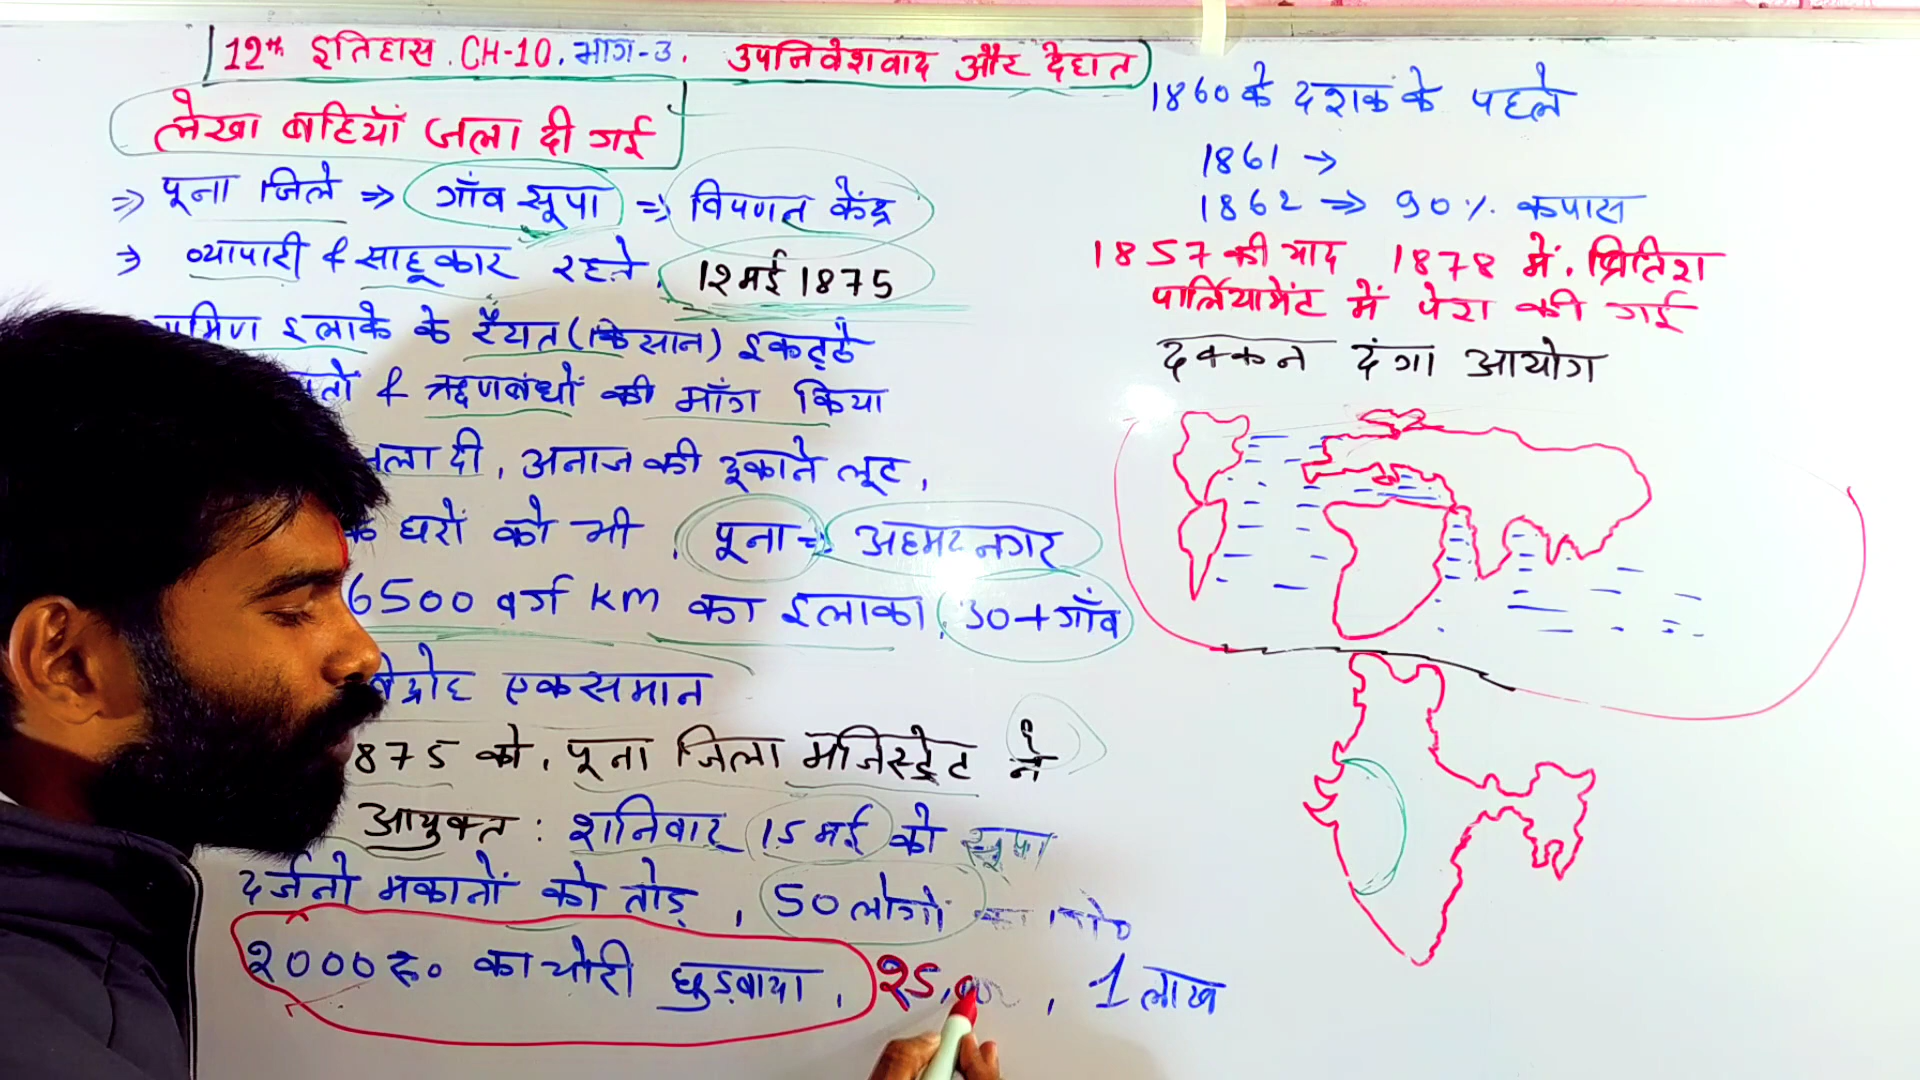 12th इतिहास. CH-10. भाग-3. उपनिवेशवाद और देहात
लेखा बहियाँ जला दी गई
⇒ पूना जिले ⇒ गाँव सूपा ⇒ विपणन केंद्र
⇒ व्यापारी & साहूकार रहते. 12 मई 1875
इलाके के रैयत (किसान) इकट्ठे
& ऋणबंधों की माँग किया
दी, अनाज की दूकाने लूट,
घरों को भी, पूना ⇒ अहमदनगर
6500 वर्ग km का इलाका, 30+ गाँव
एकसमान
875 को, पूना जिला मजिस्ट्रेट ने
आयुक्त : शनिवार 15 मई को सूपा
दर्जनो मकानों को तोड़, 50 लोगों
2000 रु० का चोरी छुड़वाया, 25, , 1 लाख
1860 के दशक के पहले
1861 →
1862 ⇒ 90% कपास
1857 की याद 1878 में. ब्रितिश
पार्लियामेंट में पेश की गई
दक्कन दंगा आयोग